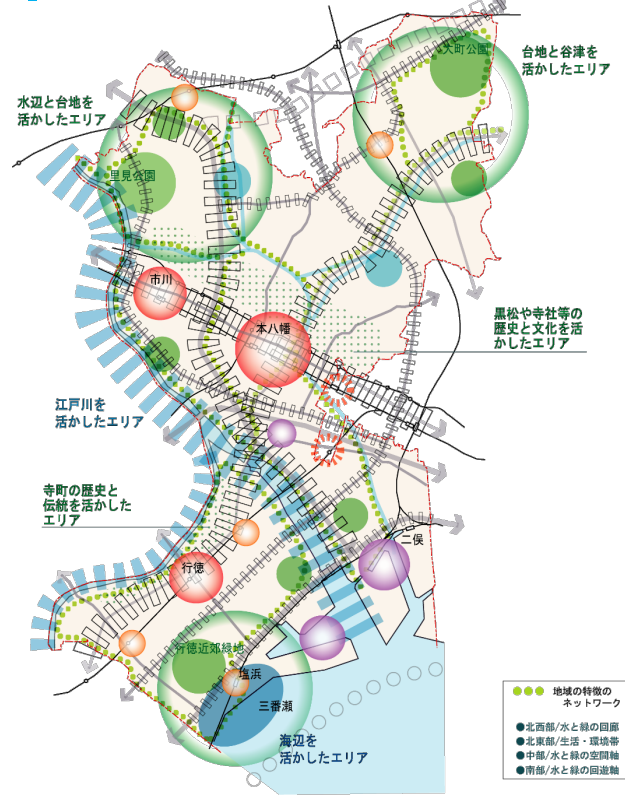 大町公園
台地と谷津を
活かしたエリア
水辺と台地を
活かしたエリア
里見公園
市川
本八幡
黒松や寺社等の
歴史と文化を活
かしたエリア
江戸川を
活かしたエリア
寺町の歴史と
伝統を活かした
エリア
二俣
行徳
行徳近郊緑地
塩浜
三番瀬
海辺を
活かしたエリア
地域の特徴の
ネットワーク
●北西部/水と緑の回廊
●北東部/生活・環境帯
●中部/水と緑の空間軸
●南部/水と緑の回遊軸